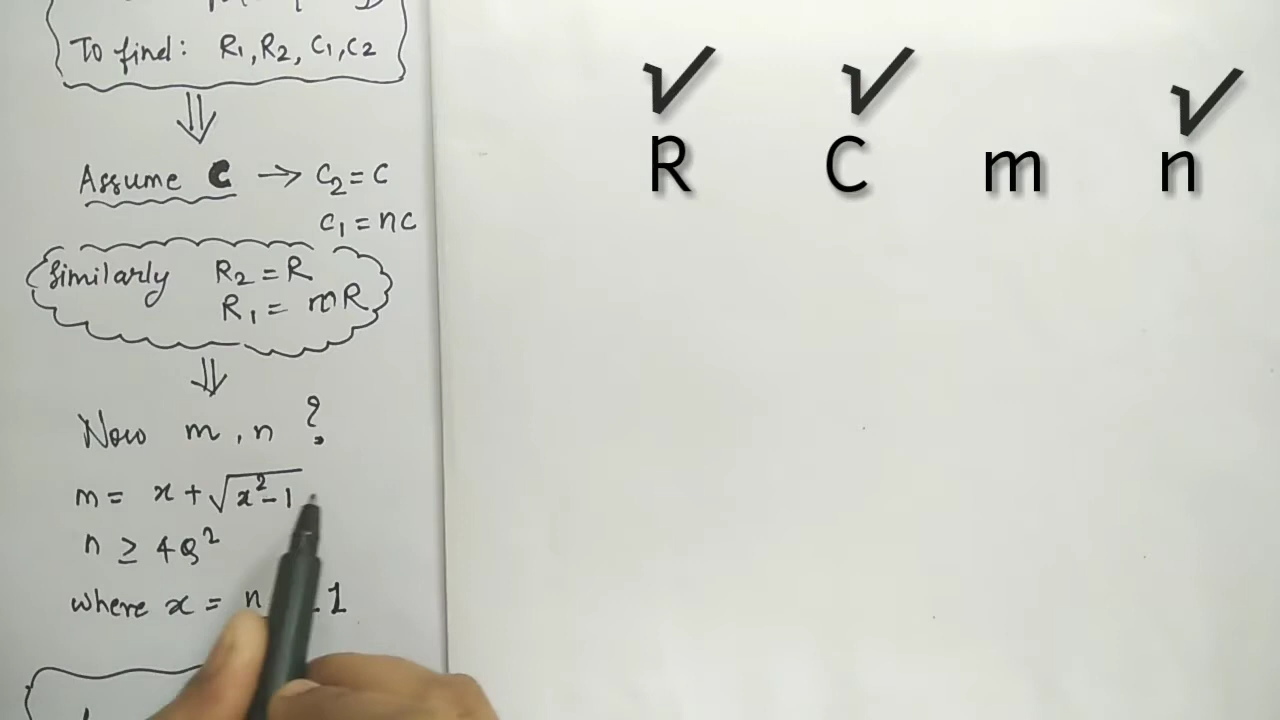 To find: R1, R2, C1, C2
⇓
Assume C → C2 = C
C1 = nC
Similarly R2 = R
R1 = mR
⇓
Now m, n ?
m = x + √x²-1
n ≥ 4Q²
where x = n 1
✓ ✓ ✓
R C m n